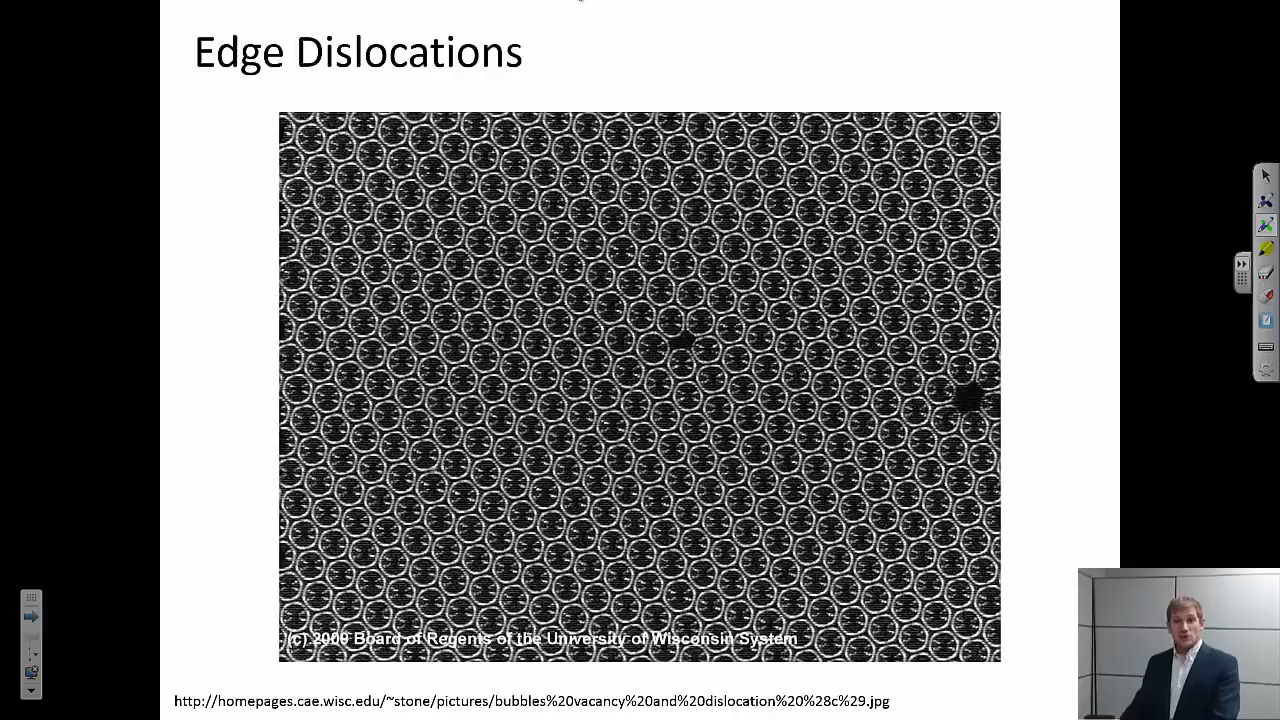 Edge Dislocations
(c) 2009 Board of Regents of the University of Wisconsin System
http://homepages.cae.wisc.edu/~stone/pictures/bubbles%20vacancy%20and%20dislocation%20%28c%29.jpg